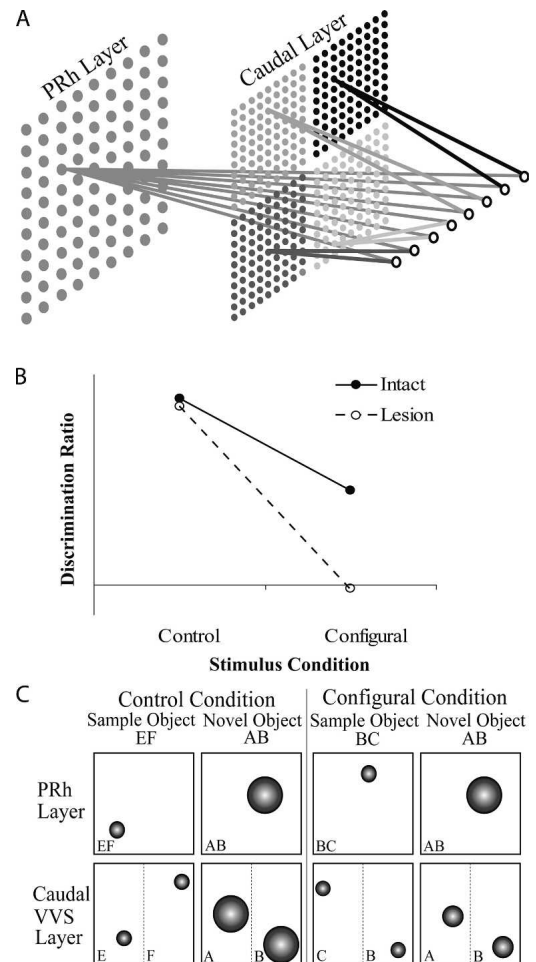 A
PRh Layer
Caudal Layer
B
Intact
Lesion
Discrimination Ratio
Control
Configural
Stimulus Condition
C
Control Condition
Configural Condition
Sample Object
Novel Object
Sample Object
Novel Object
EF
AB
BC
AB
PRh
Layer
EF
AB
BC
AB
Caudal
VVS
Layer
E
F
A
B
C
B
A
B